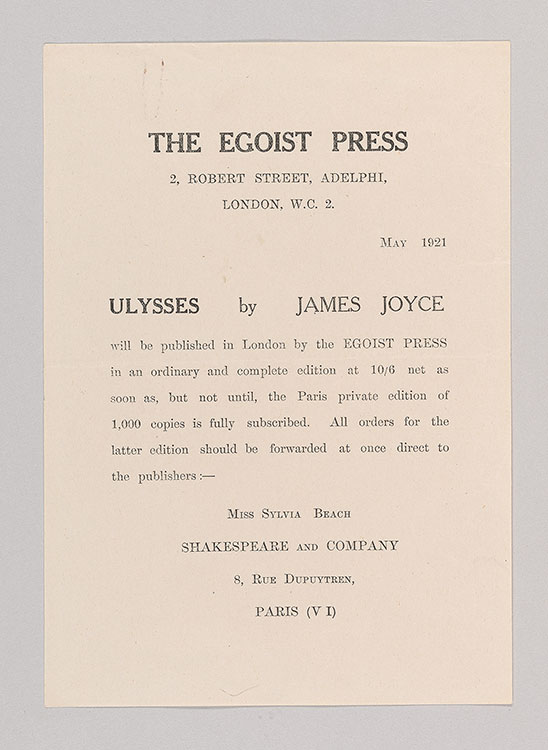 THE EGOIST PRESS
2, ROBERT STREET, ADELPHI,
LONDON, W.C. 2.
May 1921
ULYSSES by JAMES JOYCE
will be published in London by the EGOIST PRESS
in an ordinary and complete edition at 10/6 net as
soon as, but not until, the Paris private edition of
1,000 copies is fully subscribed. All orders for the
latter edition should be forwarded at once direct to
the publishers :—
Miss Sylvia Beach
SHAKESPEARE AND COMPANY
8, Rue Dupuytren,
PARIS (V I)